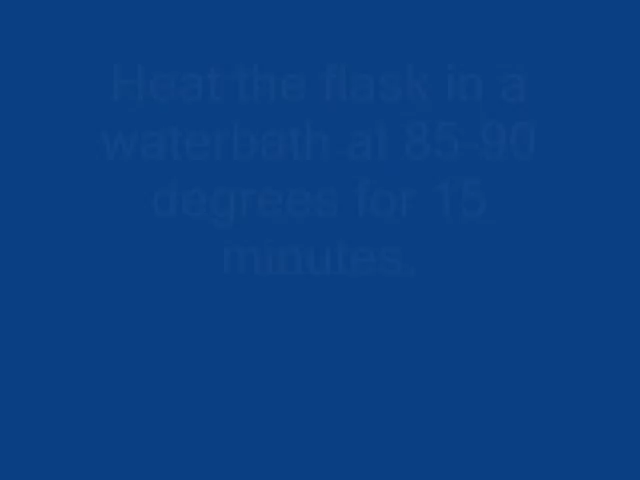 Heat the flask in a
waterbath at 85-90
degrees for 15
minutes.